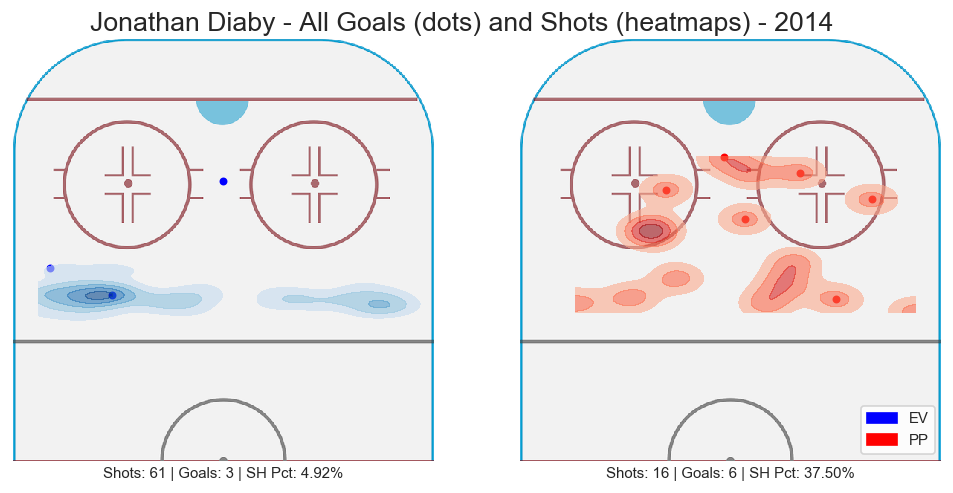 Jonathan Diaby - All Goals (dots) and Shots (heatmaps) - 2014
EV
PP
Shots: 61 | Goals: 3 | SH Pct: 4.92%
Shots: 16 | Goals: 6 | SH Pct: 37.50%